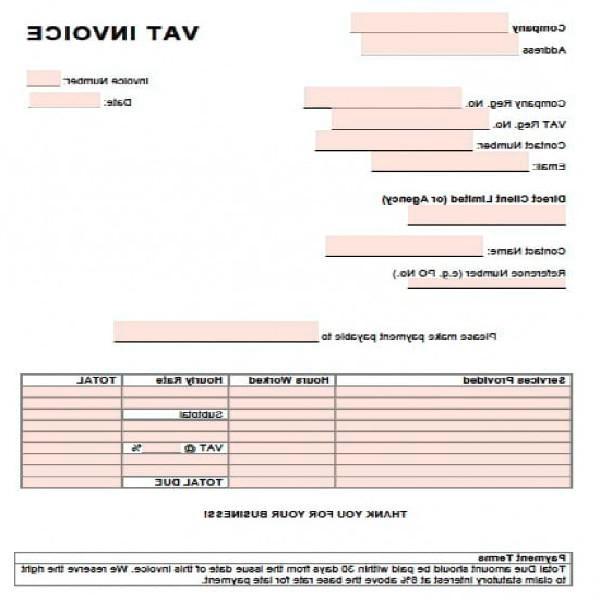 VAT INVOICE
Company
Address
Invoice Number:
Date:
Company Reg No.
VAT Reg. No.
Contact Number:
Email:
Direct Client Limited (or Agency)
Contact Name:
Reference Number (e.g. PO No.)
Please make payment payable to
Services Provided Hours Worked Hourly Rate TOTAL
Subtotal
VAT @ %
TOTAL DUE
THANK YOU FOR YOUR BUSINESS!
Payment Terms
Total Due amount should be paid within 30 days from the issue date of this of invoice. We reserve the right
to claim statutory interest at 8% above the base rate for late payment.